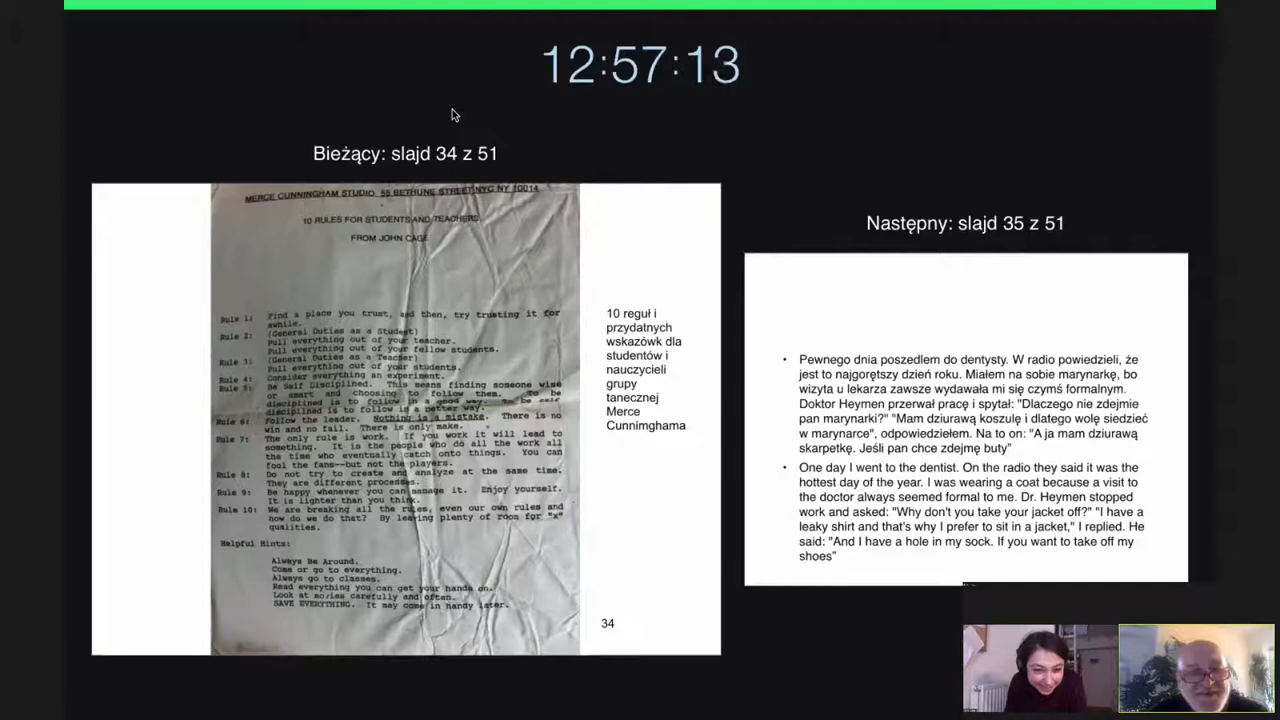 12:57:13
Bieżący: slajd 34 z 51
MERCE CUNNINGHAM STUDIO 55 BETHUNE STREET NYC NY 10014
10 RULES FOR STUDENTS AND TEACHERS
FROM JOHN CAGE
Rule 1: Find a place you trust, and then, try trusting it for
awhile.
Rule 2: (General Duties as a Student)
Pull everything out of your teacher.
Pull everything out of your fellow students.
Rule 3: (General Duties as a Teacher)
Pull everything out of your students.
Rule 4: Consider everything an experiment.
Rule 5: Be Self Disciplined. This means finding someone wise
or smart and choosing to follow them. To be
disciplined is to follow in a good way. To be self
disciplined is to follow in a better way.
Rule 6: Follow the leader. Nothing is a mistake. There is no
win and no fail. There is only make.
Rule 7: The only rule is work. If you work it will lead to
something. It is the people who do all the work all
the time who eventually catch onto things. You can
fool the fans--but not the players.
Rule 8: Do not try to create and analyze at the same time.
They are different processes.
Rule 9: Be happy whenever you can manage it. Enjoy yourself.
It is lighter than you think.
Rule 10: We are breaking all the rules, even our own rules and
how do we do that? By leaving plenty of room for "x"
qualities.
Helpful Hints:
Always Be Around.
Come or go to everything.
Always go to classes.
Read everything you can get your hands on.
Look at movies carefully and often.
SAVE EVERYTHING. It may come in handy later.
10 reguł i
przydatnych
wskazówk dla
studentów i
nauczycieli
grupy
tanecznej
Merce
Cunnimghama
34
Następny: slajd 35 z 51
• Pewnego dnia poszedłem do dentysty. W radio powiedzieli, że
jest to najgorętszy dzień roku. Miałem na sobie marynarkę, bo
wizyta u lekarza zawsze wydawała mi się czymś formalnym.
Doktor Heymen przerwał pracę i spytał: "Dlaczego nie zdejmie
pan marynarki?" "Mam dziurawą koszulę i dlatego wolę siedzieć
w marynarce", odpowiedziełem. Na to on: "A ja mam dziurawą
skarpetkę. Jeśli pan chce zdejmę buty"
• One day I went to the dentist. On the radio they said it was the
hottest day of the year. I was wearing a coat because a visit to
the doctor always seemed formal to me. Dr. Heymen stopped
work and asked: "Why don't you take your jacket off?" "I have a
leaky shirt and that's why I prefer to sit in a jacket," I replied. He
said: "And I have a hole in my sock. If you want to take off my
shoes"